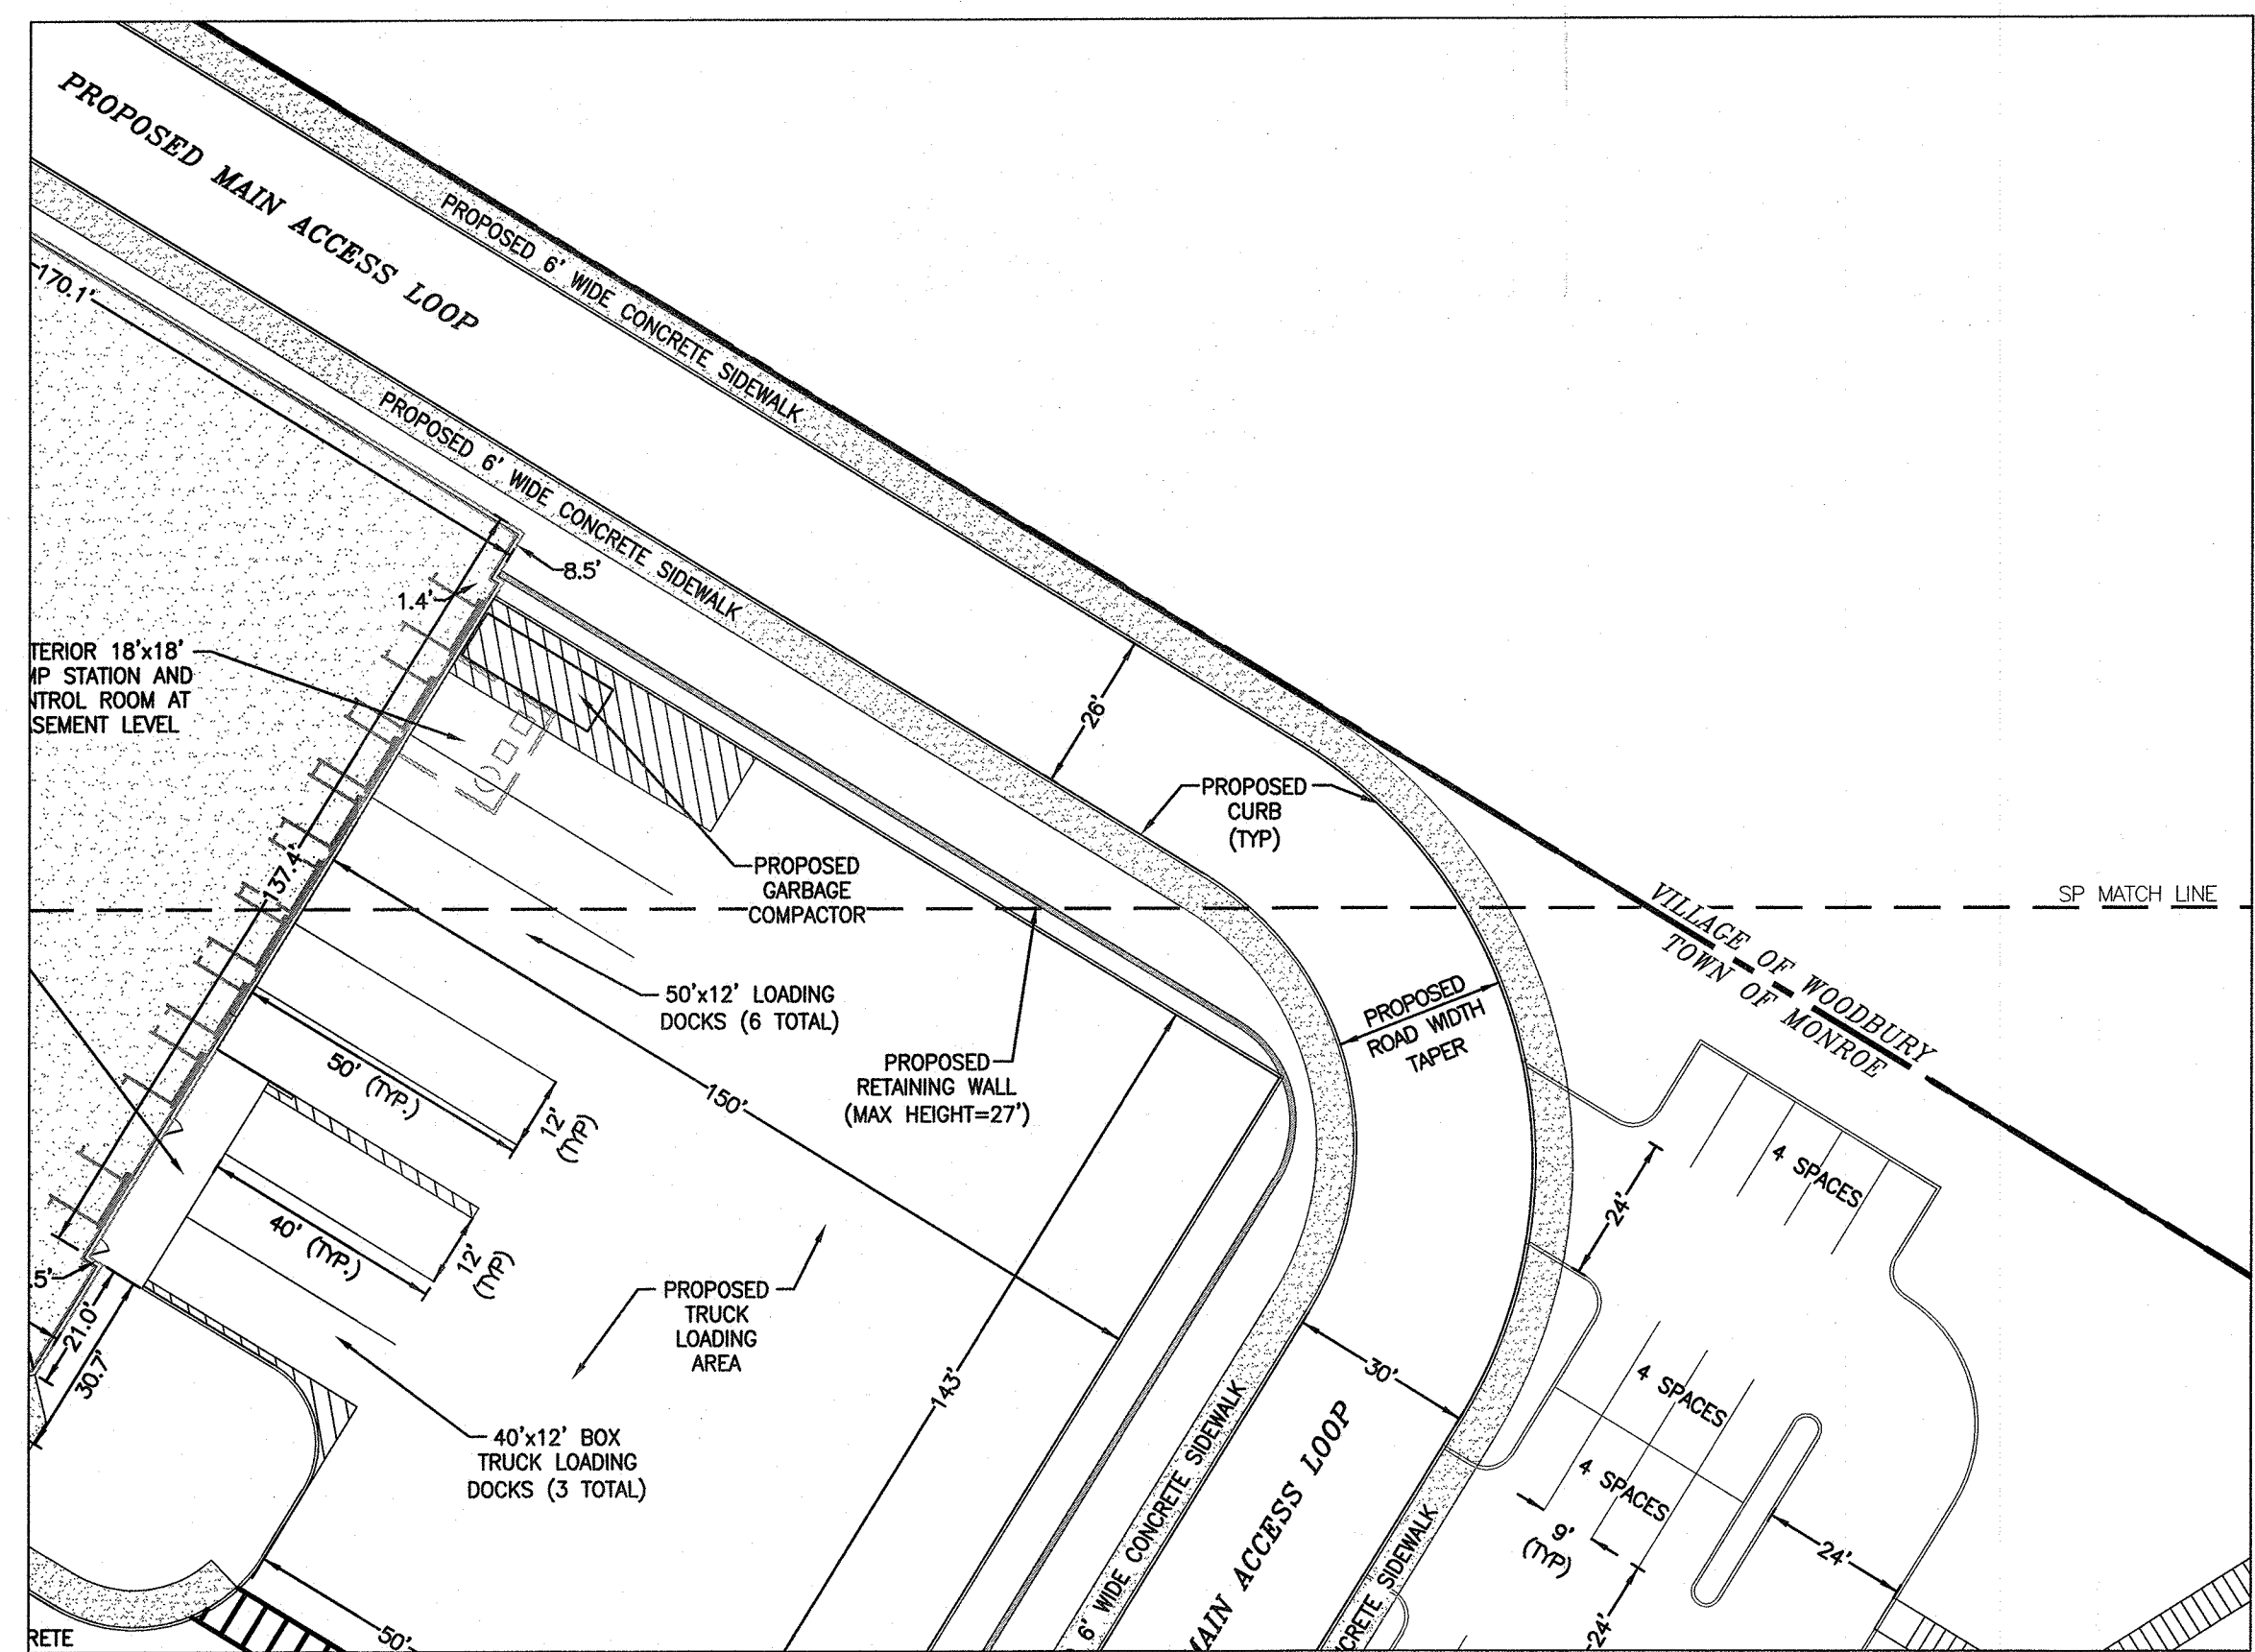 PROPOSED MAIN ACCESS LOOP
PROPOSED 6' WIDE CONCRETE SIDEWALK
170.1'
PROPOSED 6' WIDE CONCRETE SIDEWALK
8.5'
1.4'
TERIOR 18'x18'
MP STATION AND
NTROL ROOM AT
SEMENT LEVEL
26'
PROPOSED
CURB
(TYP)
137.4'
PROPOSED
GARBAGE
COMPACTOR
SP MATCH LINE
VILLAGE OF WOODBURY
TOWN OF MONROE
50'x12' LOADING
DOCKS (6 TOTAL)
PROPOSED
ROAD WIDTH
TAPER
PROPOSED
RETAINING WALL
(MAX HEIGHT=27')
50' (TYP.)
150'
12'
(TYP)
4 SPACES
24'
40' (TYP.)
12'
(TYP)
.5'
21.0'
30.7'
PROPOSED
TRUCK
LOADING
AREA
143'
30'
4 SPACES
4 SPACES
40'x12' BOX
TRUCK LOADING
DOCKS (3 TOTAL)
9'
(TYP)
24'
6' WIDE CONCRETE SIDEWALK
MAIN ACCESS LOOP
CRETE SIDEWALK
24'
50'
RETE